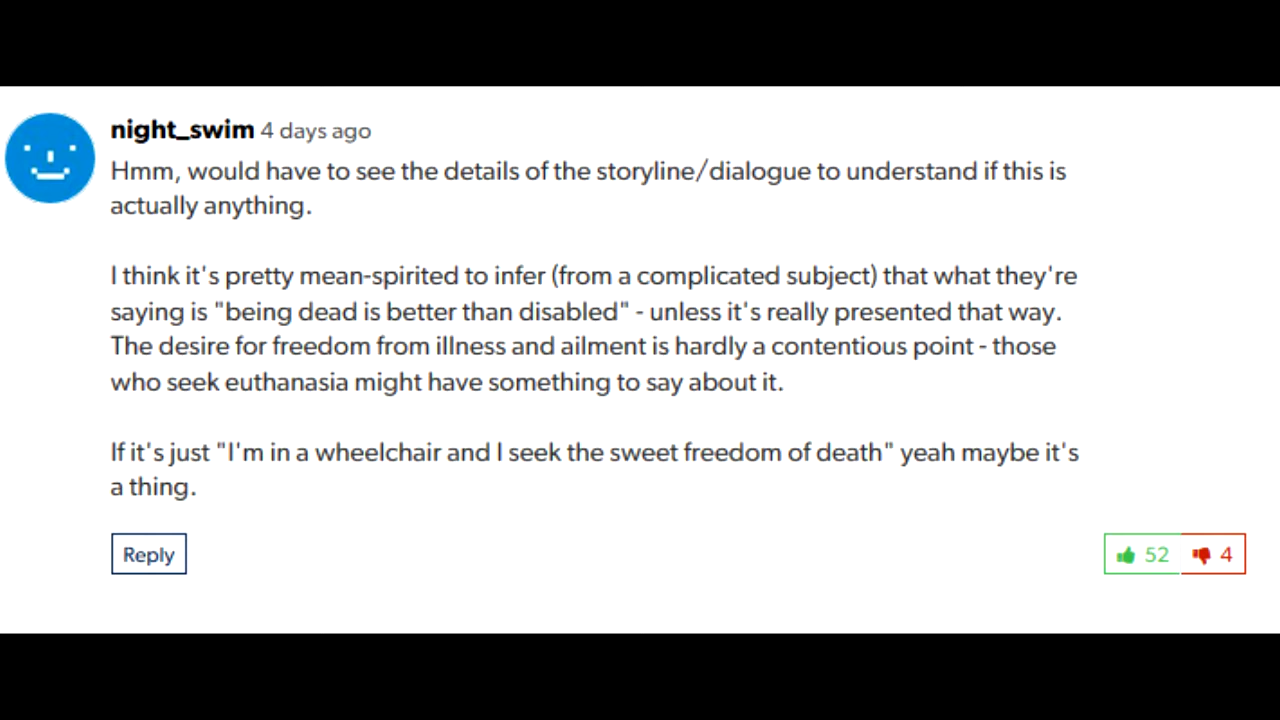 night_swim 4 days ago
Hmm, would have to see the details of the storyline/dialogue to understand if this is
actually anything.
I think it's pretty mean-spirited to infer (from a complicated subject) that what they're
saying is "being dead is better than disabled" - unless it's really presented that way.
The desire for freedom from illness and ailment is hardly a contentious point - those
who seek euthanasia might have something to say about it.
If it's just "I'm in a wheelchair and I seek the sweet freedom of death" yeah maybe it's
a thing.
Reply 52 4